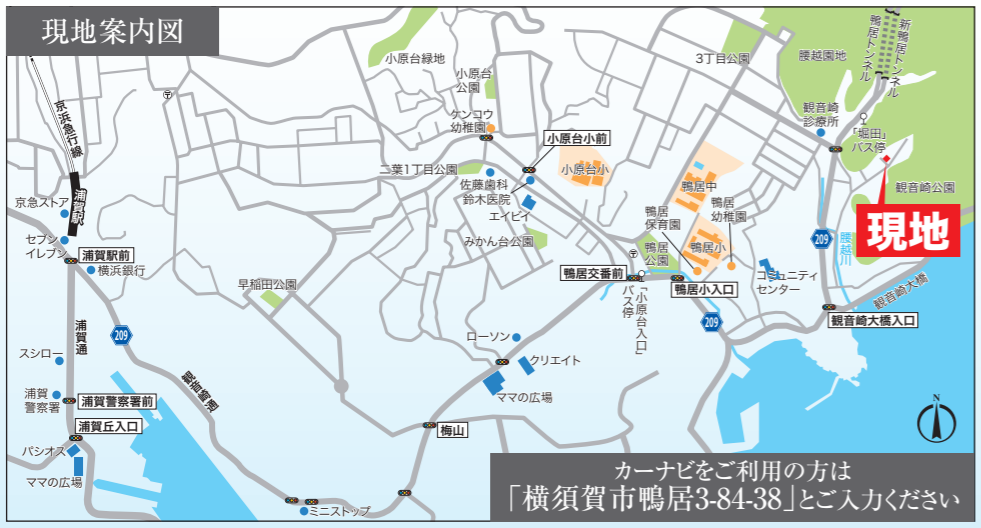 現地案内図
小原台緑地
小原台
公園
3丁目公園
腰越園地
新鴨居トンネル
鴨居トンネル
京浜急行線
ケンコウ
幼稚園
観音崎
診療所
「堀田」
バス停
小原台小前
二葉1丁目公園
小原台小
佐藤歯科
鈴木医院
鴨居中
浦賀駅
京急ストア
エイビイ
鴨居
保育園
鴨居
幼稚園
観音崎公園
現地
セブン
イレブン
浦賀駅前
みかん台公園
鴨居
公園
鴨居小
209
腰越川
横浜銀行
早稲田公園
鴨居交番前
「小原台入口」
バス停
鴨居小入口
コミュニティ
センター
観音崎大橋
浦賀通
209
ローソン
209
観音崎大橋入口
スシロー
観音崎通
クリエイト
浦賀
警察署
浦賀警察署前
ママの広場
浦賀丘入口
梅山
N
パシオス
ママの広場
ミニストップ
カーナビをご利用の方は
「横須賀市鴨居3-84-38」とご入力ください